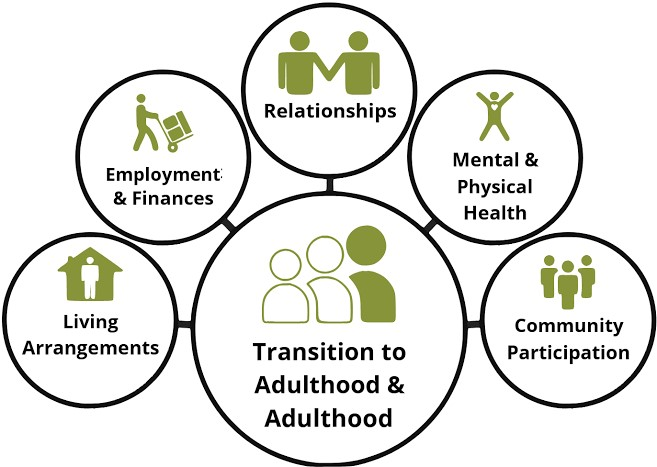 Relationships
Employment
& Finances
Mental &
Physical
Health
Living
Arrangements
Community
Participation
Transition to
Adulthood &
Adulthood